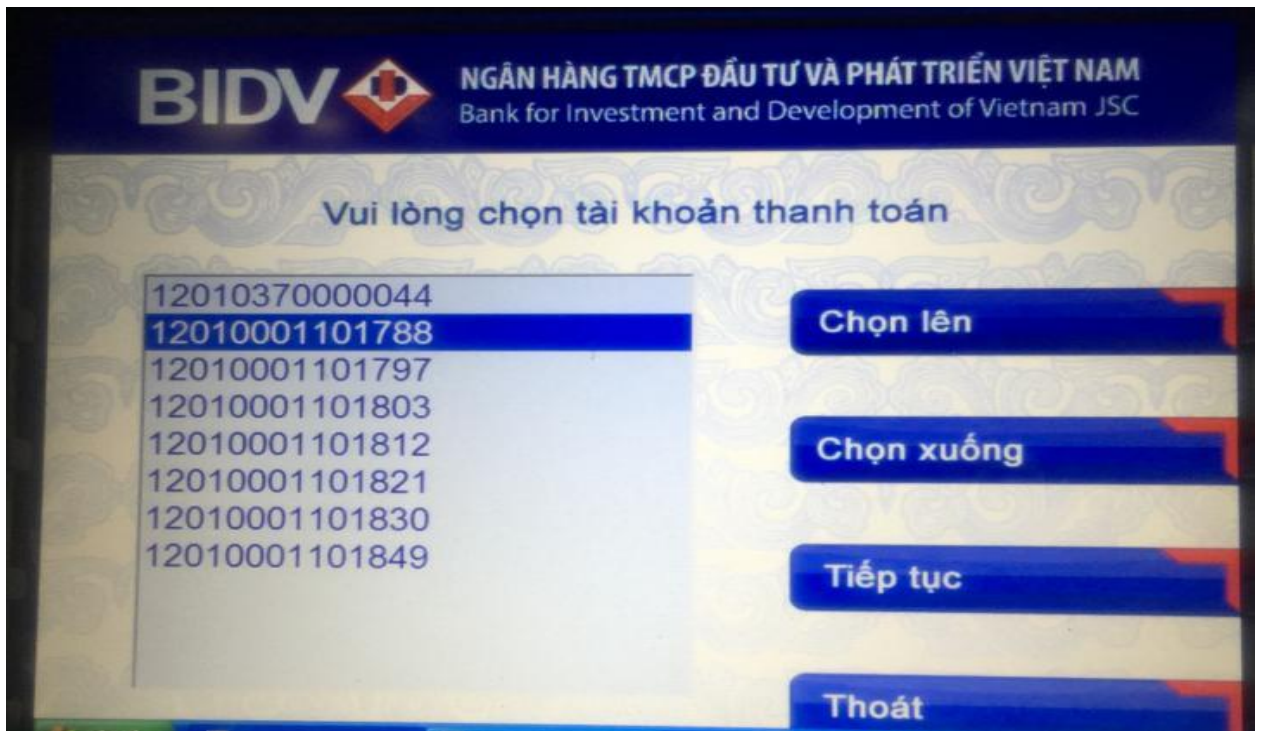 BIDV
NGÂN HÀNG TMCP ĐẦU TƯ VÀ PHÁT TRIỂN VIỆT NAM
Bank for Investment and Development of Vietnam JSC
Vui lòng chọn tài khoản thanh toán
12010370000044
12010001101788
12010001101797
12010001101803
12010001101812
12010001101821
12010001101830
12010001101849
Chọn lên
Chọn xuống
Tiếp tục
Thoát